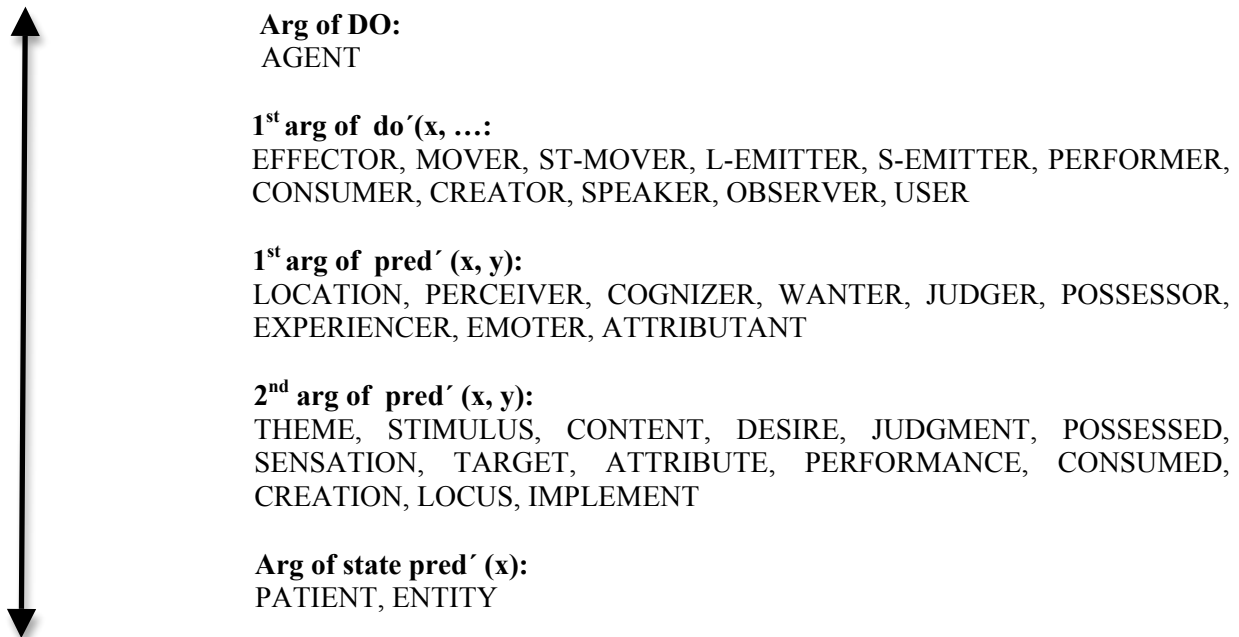 Arg of DO:
AGENT
1st arg of do´(x, …:
EFFECTOR, MOVER, ST-MOVER, L-EMITTER, S-EMITTER, PERFORMER,
CONSUMER, CREATOR, SPEAKER, OBSERVER, USER
1st arg of pred´ (x, y):
LOCATION, PERCEIVER, COGNIZER, WANTER, JUDGER, POSSESSOR,
EXPERIENCER, EMOTER, ATTRIBUTANT
2nd arg of pred´ (x, y):
THEME, STIMULUS, CONTENT, DESIRE, JUDGMENT, POSSESSED,
SENSATION, TARGET, ATTRIBUTE, PERFORMANCE, CONSUMED,
CREATION, LOCUS, IMPLEMENT
Arg of state pred´ (x):
PATIENT, ENTITY